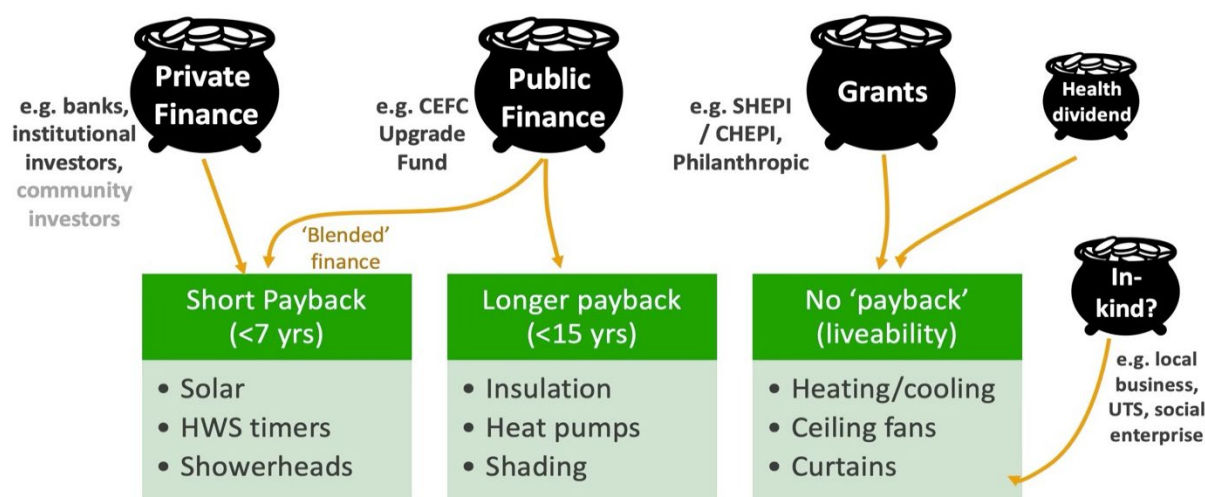 Private
Finance
e.g. banks,
institutional
investors,
community
investors
Public
Finance
e.g. CEFC
Upgrade
Fund
Grants
e.g. SHEPI
/ CHEPI,
Philanthropic
Health
dividend
'Blended'
finance
In-
kind?
e.g. local
business,
UTS, social
enterprise
Short Payback
(<7 yrs)
• Solar
• HWS timers
• Showerheads
Longer payback
(<15 yrs)
• Insulation
• Heat pumps
• Shading
No 'payback'
(liveability)
• Heating/cooling
• Ceiling fans
• Curtains